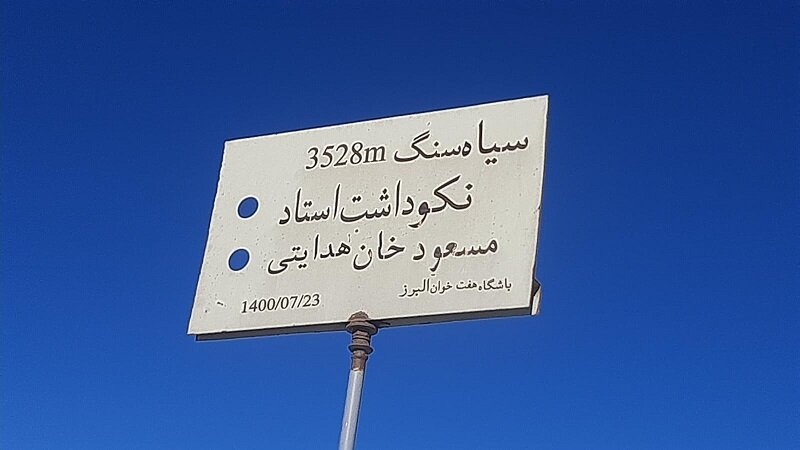 سیاه‌سنگ 3528m
نکوداشت استاد
مسعود خان هدایتی
باشگاه هفت خوان البرز
1400/07/23